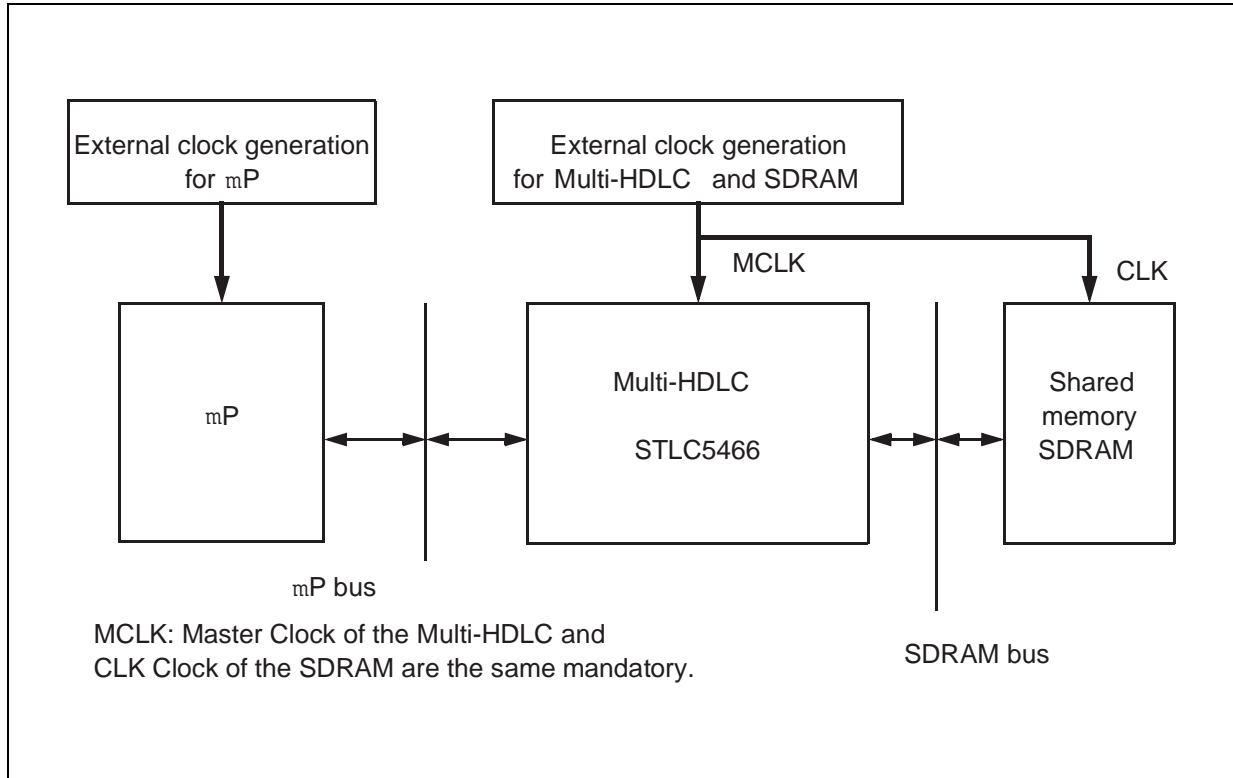 External clock generation
for mP
External clock generation
for Multi-HDLC and SDRAM
MCLK
CLK
mP
Multi-HDLC
STLC5466
Shared
memory
SDRAM
mP bus
MCLK: Master Clock of the Multi-HDLC and
CLK Clock of the SDRAM are the same mandatory.
SDRAM bus